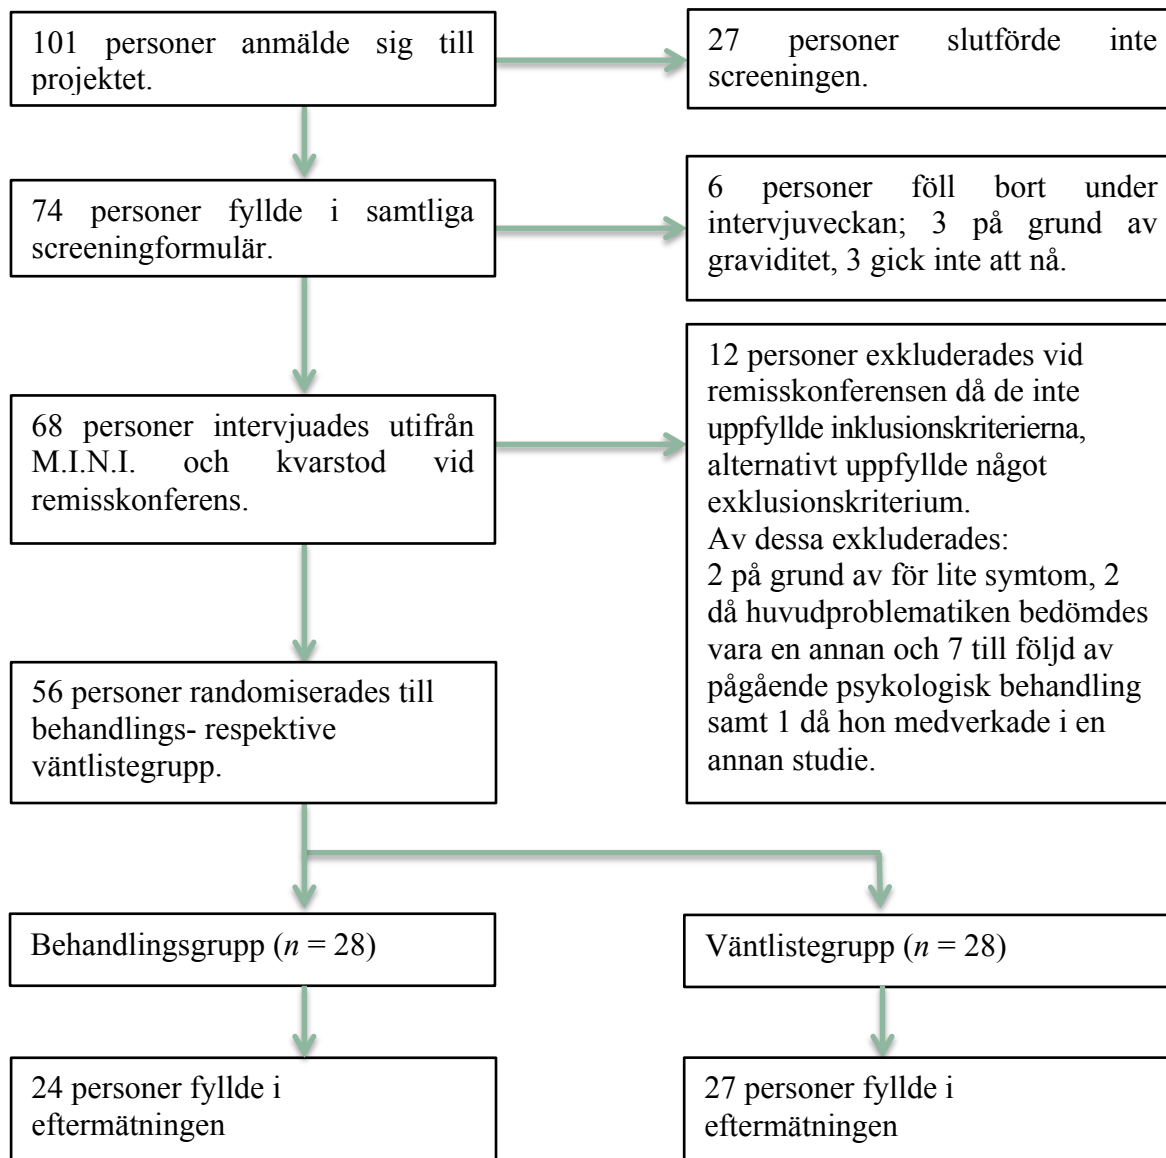 101 personer anmälde sig till
projektet.
27 personer slutförde inte
screeningen.
74 personer fyllde i samtliga
screeningformulär.
6 personer föll bort under
intervjuveckan; 3 på grund av
graviditet, 3 gick inte att nå.
68 personer intervjuades utifrån
M.I.N.I. och kvarstod vid
remisskonferens.
12 personer exkluderades vid
remisskonferensen då de inte
uppfyllde inklusionskriterierna,
alternativt uppfyllde något
exklusionskriterium.
Av dessa exkluderades:
2 på grund av för lite symtom, 2
då huvudproblematiken bedömdes
vara en annan och 7 till följd av
pågående psykologisk behandling
samt 1 då hon medverkade i en
annan studie.
56 personer randomiserades till
behandlings- respektive
väntlistegrupp.
Behandlingsgrupp (n = 28)
Väntlistegrupp (n = 28)
24 personer fyllde i
eftermätningen
27 personer fyllde i
eftermätningen